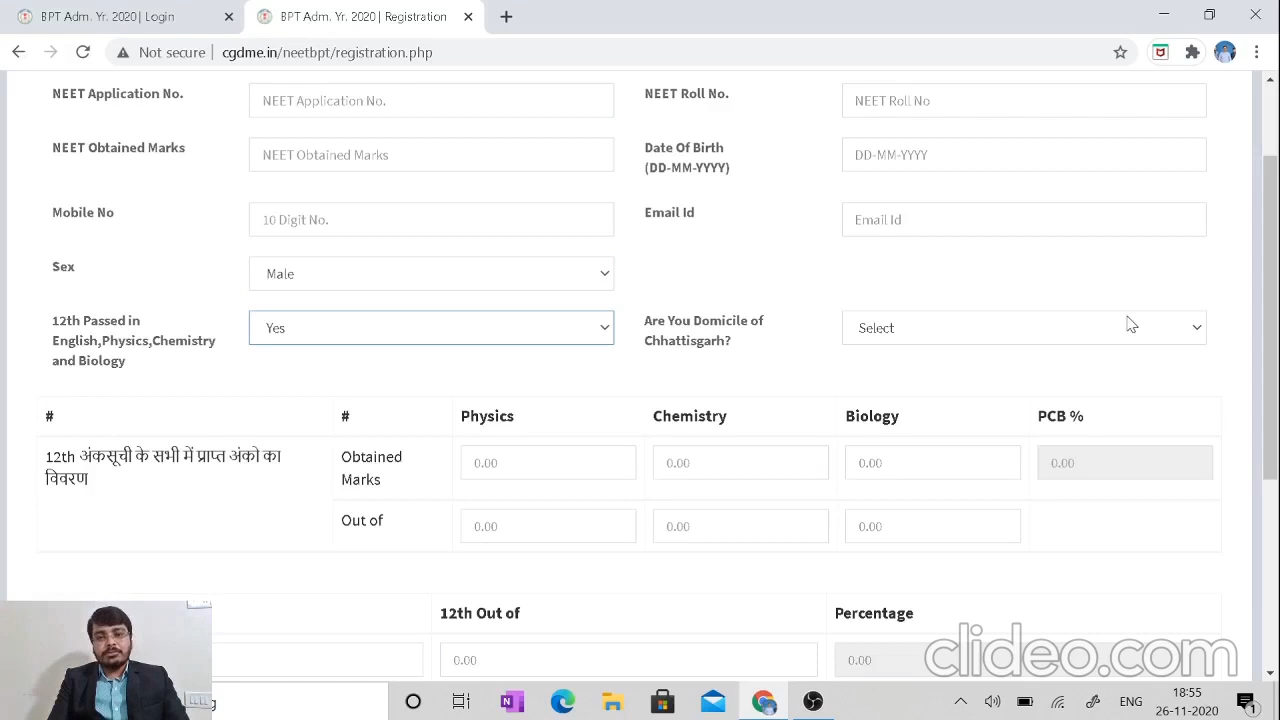 BPT ADM. 2020-21 | Login
BPT Adm. 2020-21 | Registration
Not secure | cgdme.in/neetbpt/registration.php
NEET Application No. NEET Application No. NEET Roll No. NEET Roll No
NEET Obtained Marks NEET Obtained Marks Date Of Birth DD-MM-YYYY
(DD-MM-YYYY)
Mobile No 10 Digit No. Email Id Email Id
Sex Male
12th Passed in Yes Are You Domicile of Select
English,Physics,Chemistry Chhattisgarh?
and Biology
# # Physics Chemistry Biology PCB %
12th अंकसूची के सभी में प्राप्त अंको का Obtained 0.00 0.00 0.00 0.00
विवरण Marks
Out of 0.00 0.00 0.00
12th Out of Percentage
0.00 0.00
clideo.com
ENG 18:55
26-11-2020
1